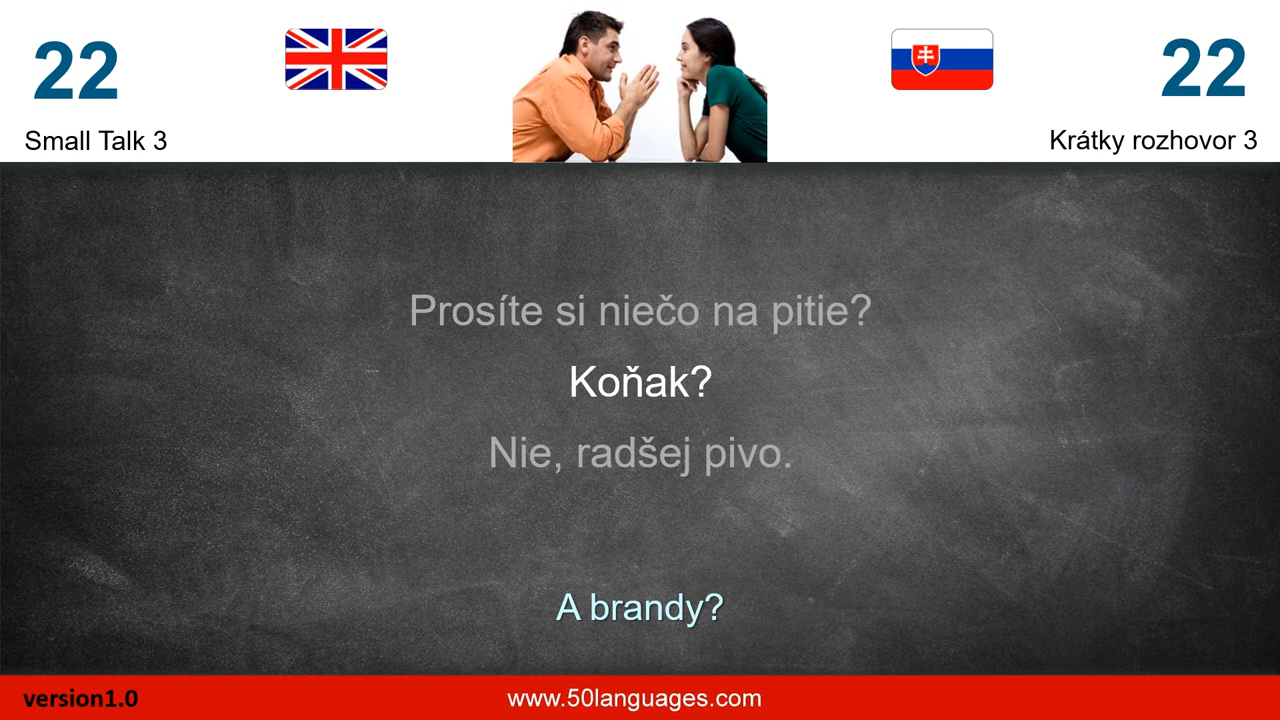 22
22
Small Talk 3
Krátky rozhovor 3
Prosíte si niečo na pitie?
Koňak?
Nie, radšej pivo.
A brandy?
version1.0
www.50languages.com